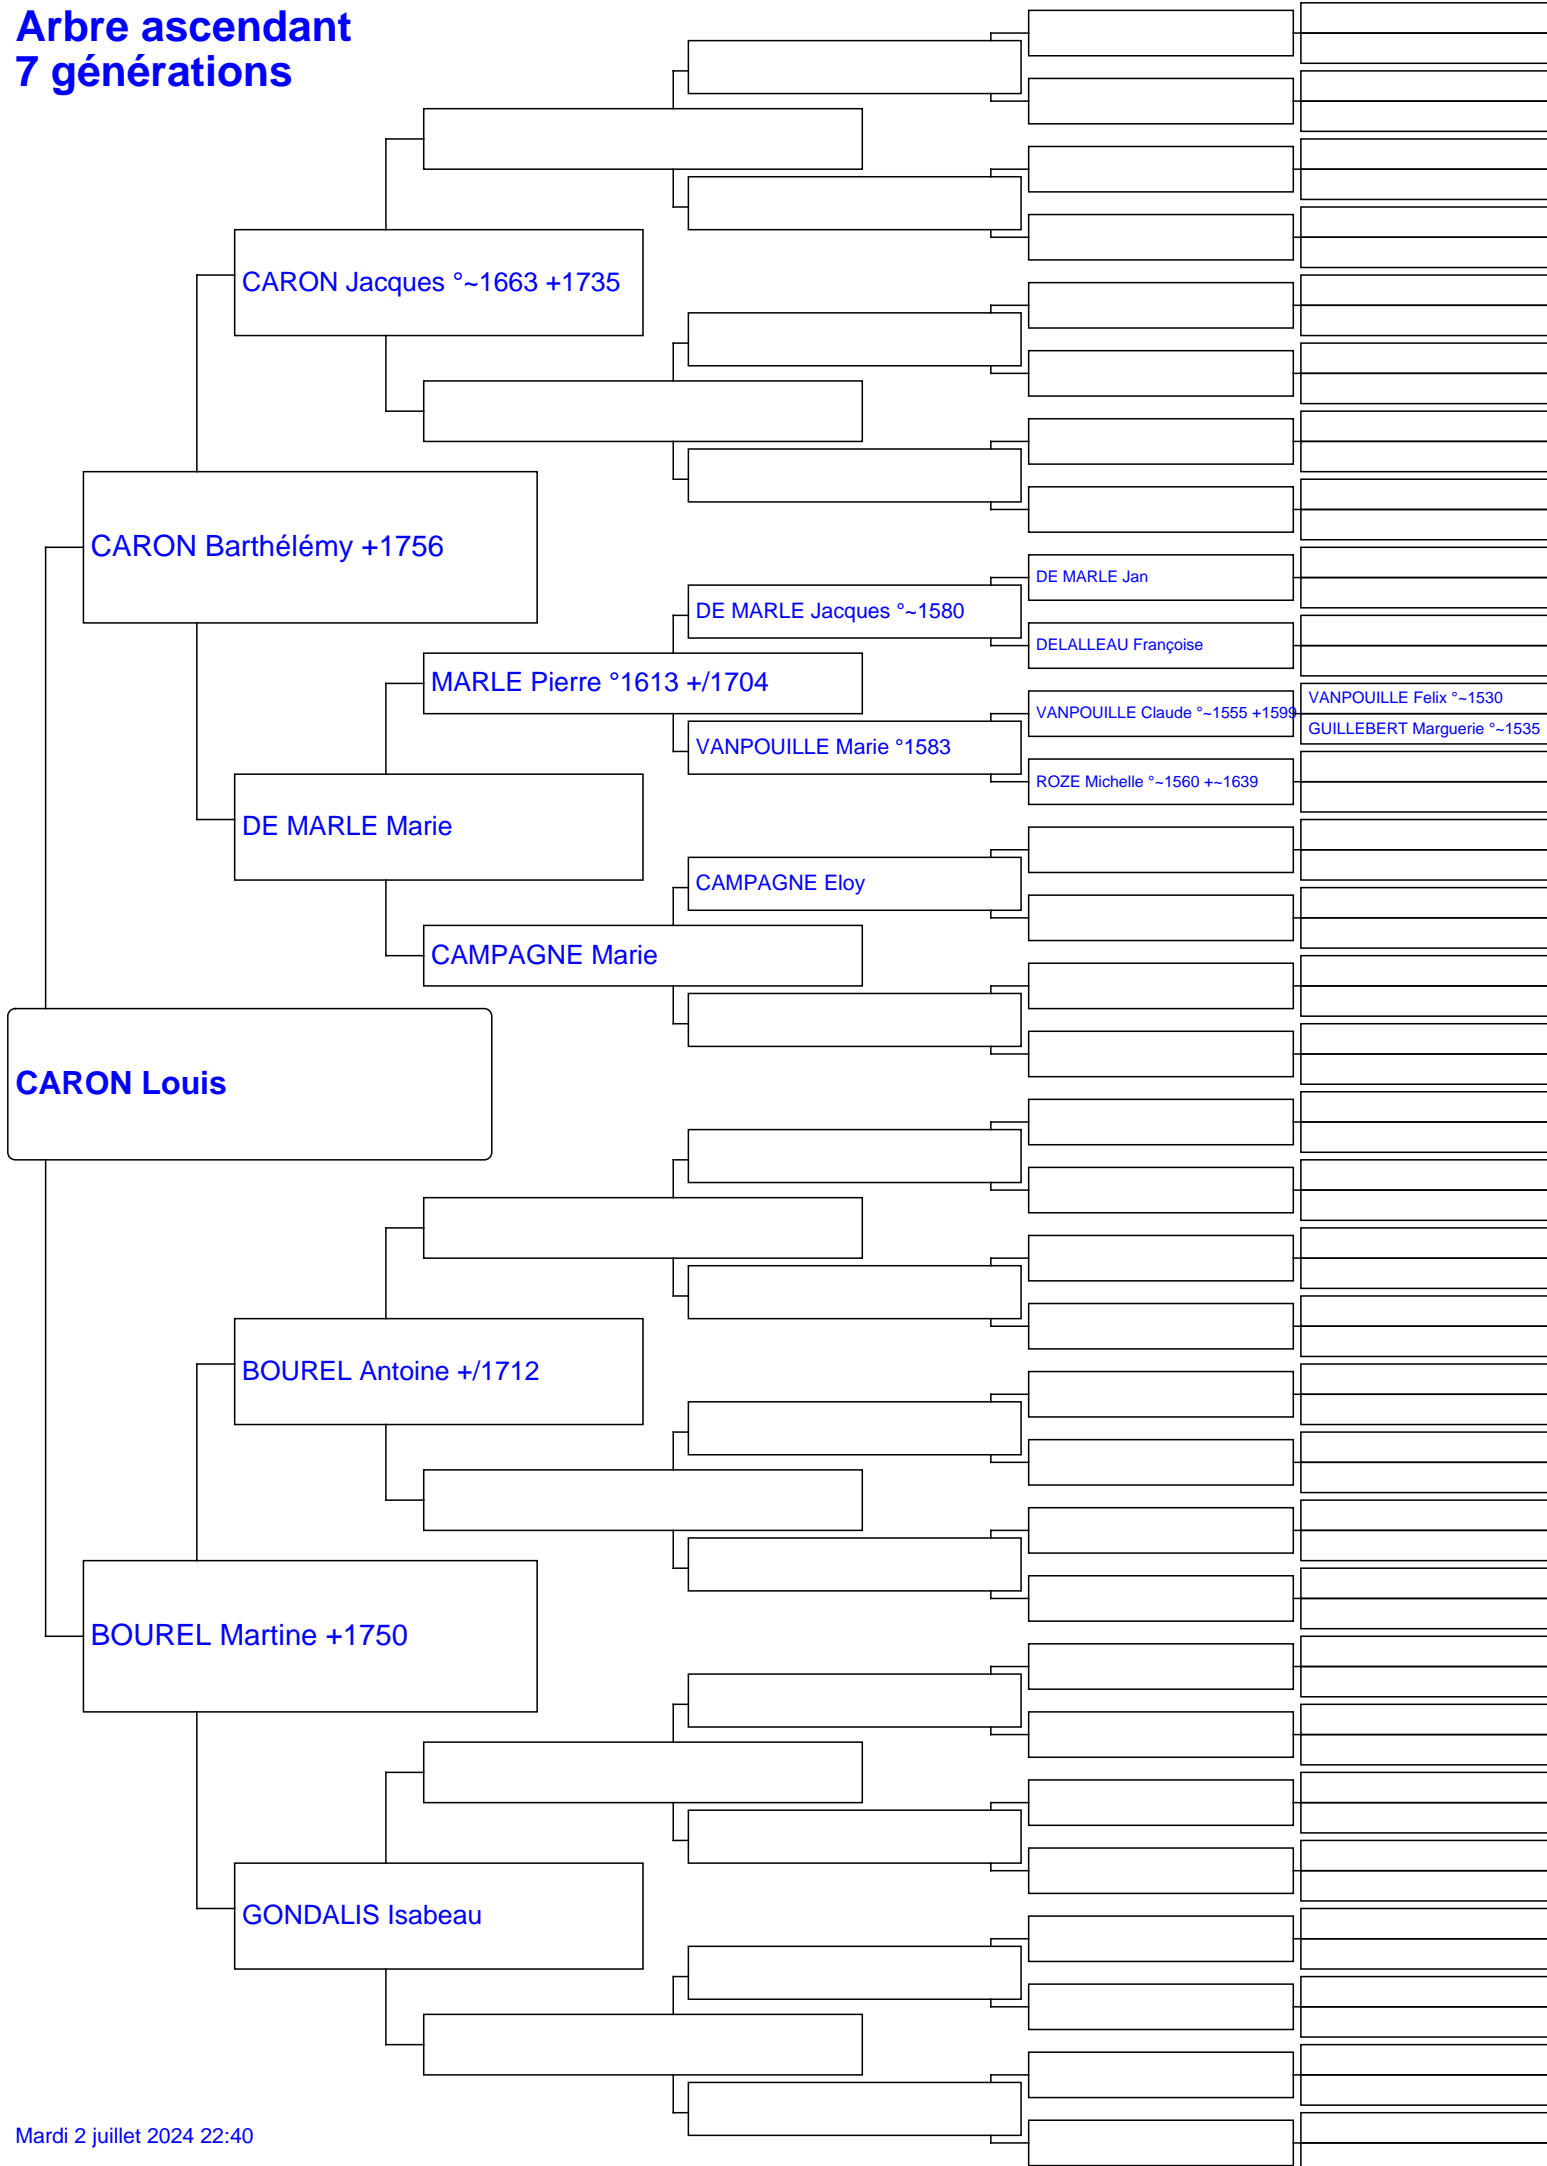 Arbre ascendant
7 générations
CARON Jacques °~1663 +1735
CARON Barthélémy +1756
DE MARLE Jan
DE MARLE Jacques °~1580
DELALLEAU Françoise
MARLE Pierre °1613 +/1704
VANPOUILLE Felix °~1530
VANPOUILLE Claude °~1555 +1599
GUILLEBERT Marguerie °~1535
VANPOUILLE Marie °1583
ROZE Michelle °~1560 +~1639
DE MARLE Marie
CAMPAGNE Eloy
CAMPAGNE Marie
CARON Louis
BOUREL Antoine +/1712
BOUREL Martine +1750
GONDALIS Isabeau
Mardi 2 juillet 2024 22:40